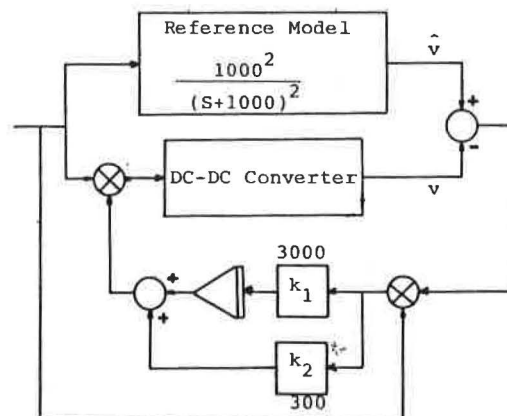 Reference Model
1000²
(S+1000)²
v̂
+
-
DC-DC Converter
v
3000
k₁
+
+
k₂
300